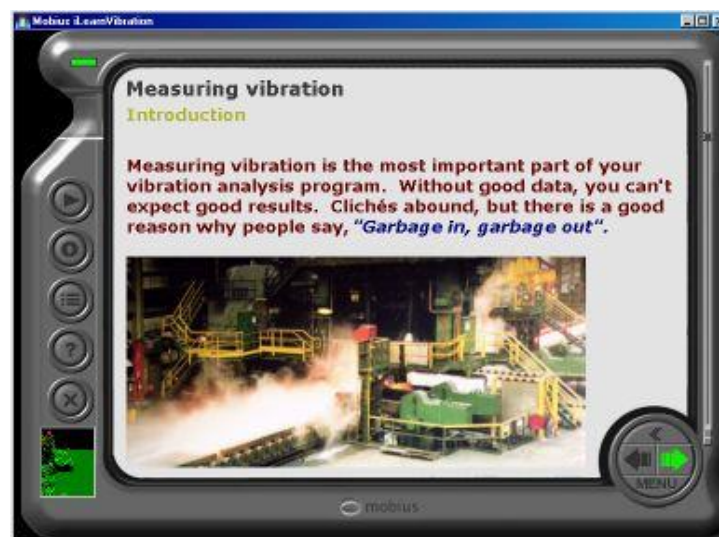 Mobius iLearnVibration
Measuring vibration
Introduction
Measuring vibration is the most important part of your
vibration analysis program.  Without good data, you can't
expect good results.  Clichés abound, but there is a good
reason why people say, "Garbage in, garbage out".
MENU
mobius